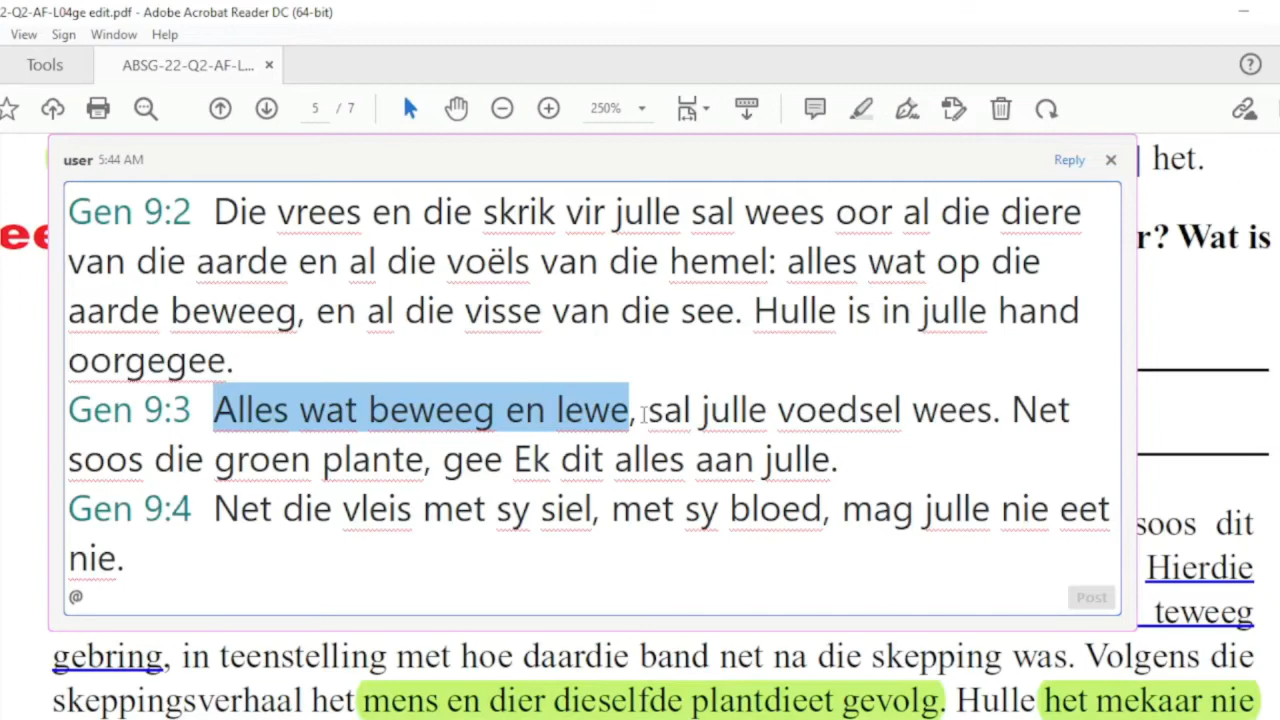 2-Q2-AF-L04ge edit.pdf - Adobe Acrobat Reader DC (64-bit)
View Sign Window Help
Tools ABSG-22-Q2-AF-L... ×
5 / 7 250%
user 5:44 AM Reply
het.
Gen 9:2 Die vrees en die skrik vir julle sal wees oor al die diere
r? Wat is
van die aarde en al die voëls van die hemel: alles wat op die
aarde beweeg, en al die visse van die see. Hulle is in julle hand
oorgegee.
Gen 9:3 Alles wat beweeg en lewe, sal julle voedsel wees. Net
soos die groen plante, gee Ek dit alles aan julle.
Gen 9:4 Net die vleis met sy siel, met sy bloed, mag julle nie eet
nie.
soos dit
Hierdie
@ Post
teweeg
gebring, in teenstelling met hoe daardie band net na die skepping was. Volgens die
skeppingsverhaal het mens en dier dieselfde plantdieet gevolg. Hulle het mekaar nie